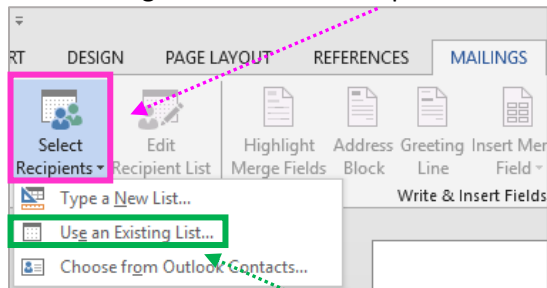 RT DESIGN PAGE LAYOUT REFERENCES MAILINGS
Select Edit Highlight Address Greeting Insert Mer
Recipients Recipient List Merge Fields Block Line Field
Write & Insert Fields
Type a New List...
Use an Existing List...
Choose from Outlook Contacts...